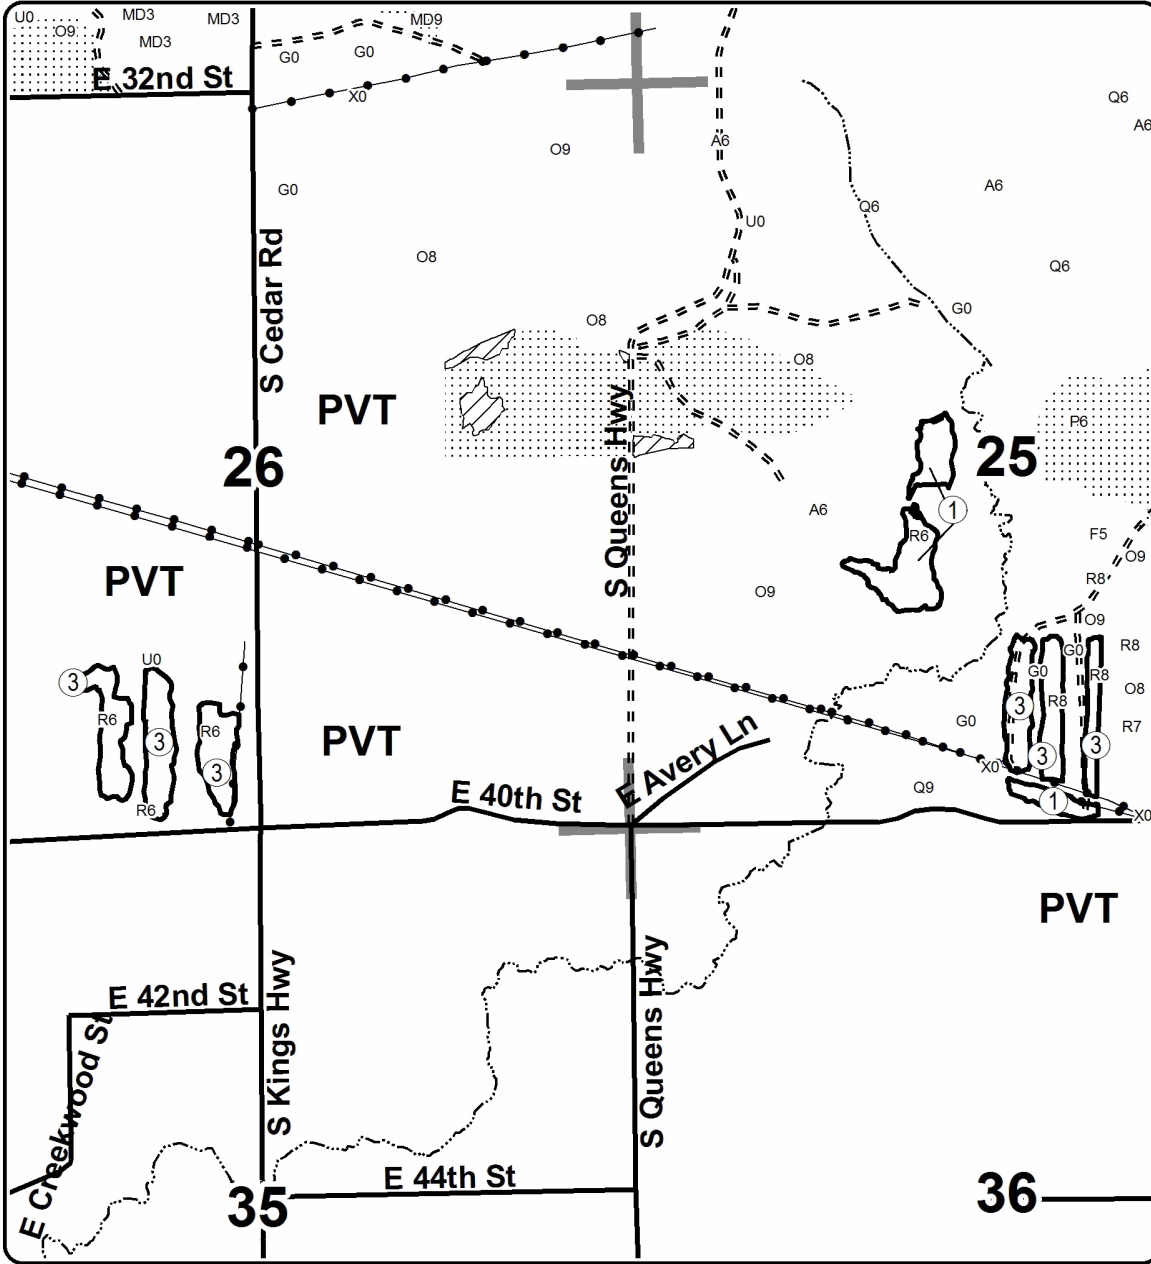 U0
MD3
MD3
MD9
O9
MD3
G0
G0
E 32nd St
X0
Q6
A6
A6
O9
G0
A6
Q6
U0
O8
Q6
S Cedar Rd
G0
O8
O8
PVT
S Queens Hwy
P6
26
25
1
A6
R6
F5
O9
PVT
R8
O9
O9
U0
G0
R8
3
G0
R8
R8
O8
R6
R6
3
G0
R7
3
PVT
3
3
E Avery Ln
3
X0
Q9
E 40th St
1
R6
X0
PVT
E 42nd St
S Kings Hwy
S Queens Hwy
E Creekwood St
E 44th St
35
36